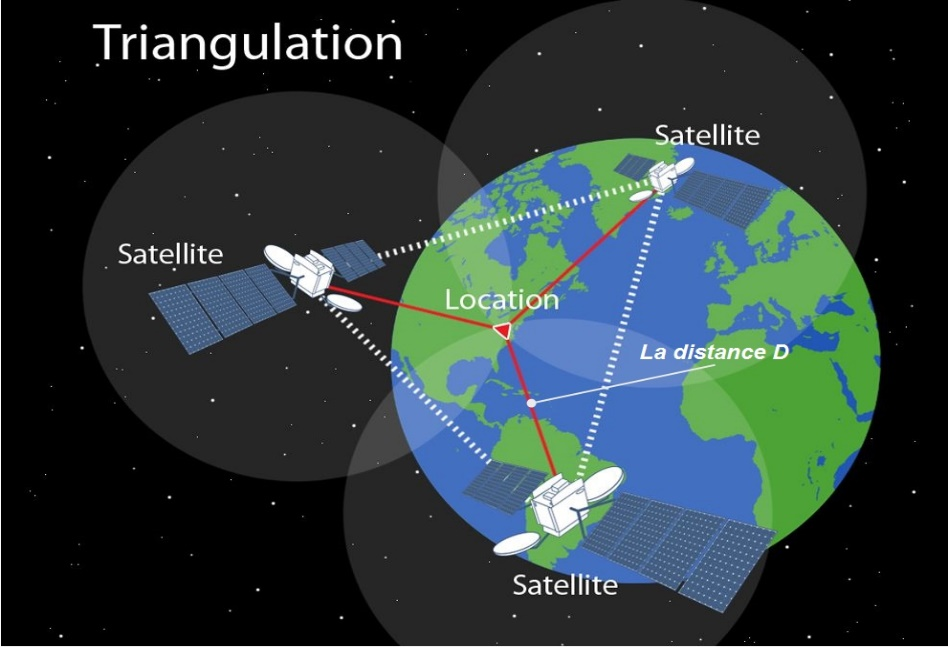 Triangulation
Satellite
Satellite
Location
La distance D
Satellite